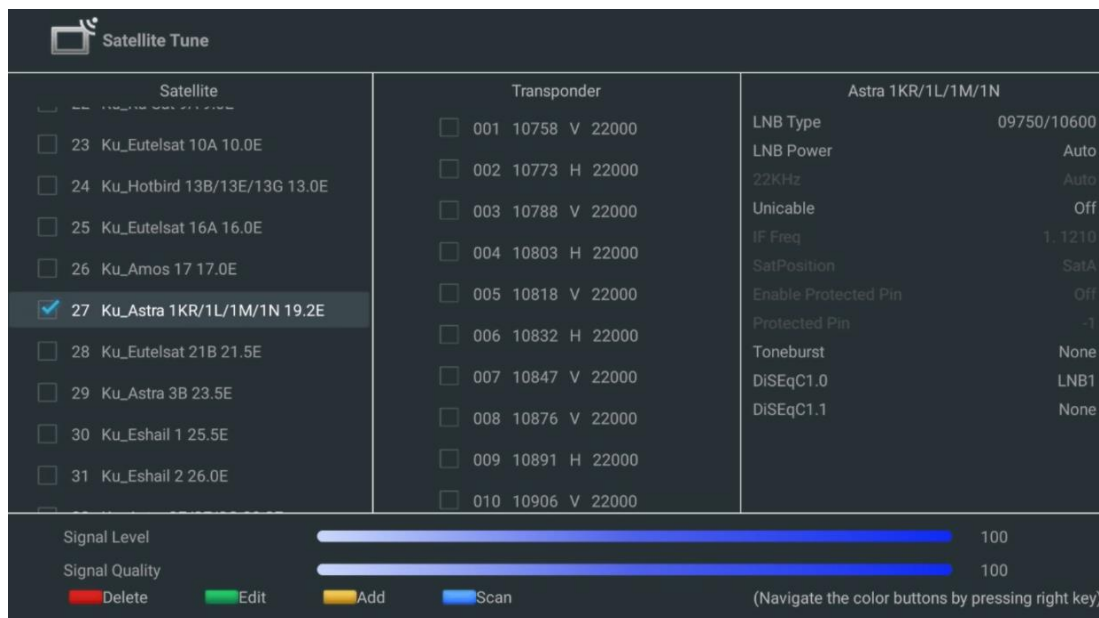 Satellite Tune
Satellite
23 Ku_Eutelsat 10A 10.0E
24 Ku_Hotbird 13B/13E/13G 13.0E
25 Ku_Eutelsat 16A 16.0E
26 Ku_Amos 17 17.0E
27 Ku_Astra 1KR/1L/1M/1N 19.2E
28 Ku_Eutelsat 21B 21.5E
29 Ku_Astra 3B 23.5E
30 Ku_Eshail 1 25.5E
31 Ku_Eshail 2 26.0E
Transponder
001 10758 V 22000
002 10773 H 22000
003 10788 V 22000
004 10803 H 22000
005 10818 V 22000
006 10832 H 22000
007 10847 V 22000
008 10876 V 22000
009 10891 H 22000
010 10906 V 22000
Astra 1KR/1L/1M/1N
LNB Type 09750/10600
LNB Power Auto
22KHz Auto
Unicable Off
IF Freq 1. 1210
SatPosition SatA
Enable Protected Pin Off
Protected Pin -1
Toneburst None
DiSEqC1.0 LNB1
DiSEqC1.1 None
Signal Level 100
Signal Quality 100
Delete Edit Add Scan (Navigate the color buttons by pressing right key)